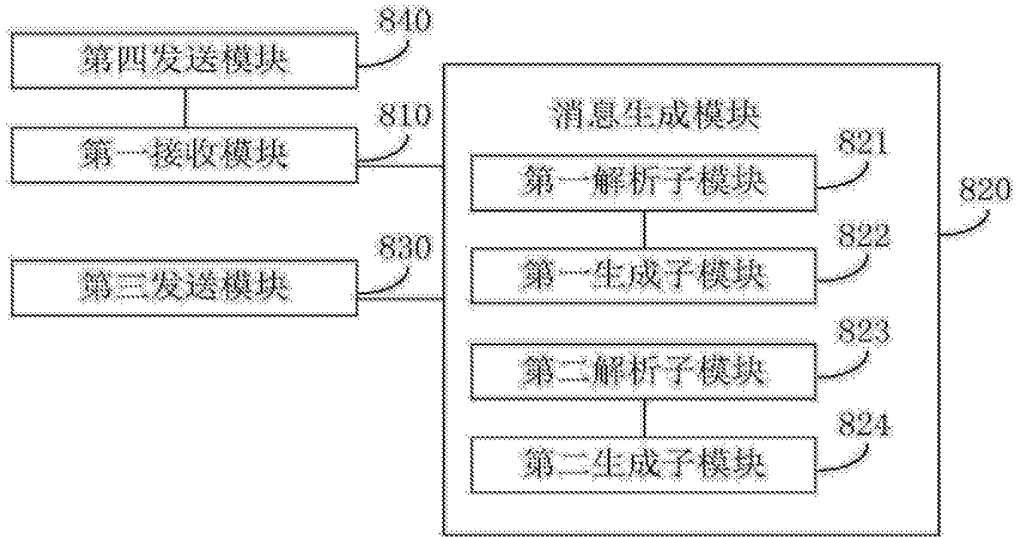 840
第四发送模块
810
第一接收模块
830
第三发送模块
消息生成模块
821
第一解析子模块
820
822
第一生成子模块
823
第二解析子模块
824
第二生成子模块